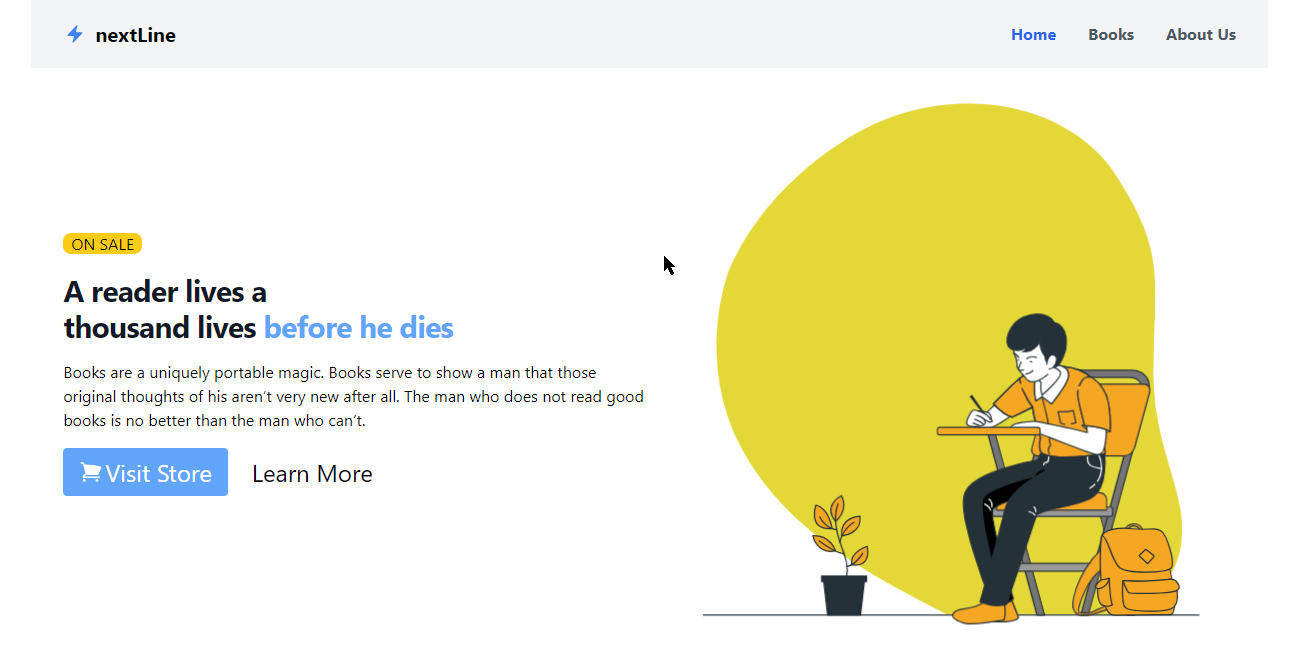 nextLine
Home
Books
About Us
ON SALE
A reader lives a
thousand lives before he dies
Books are a uniquely portable magic. Books serve to show a man that those
original thoughts of his aren’t very new after all. The man who does not read good
books is no better than the man who can’t.
Visit Store
Learn More